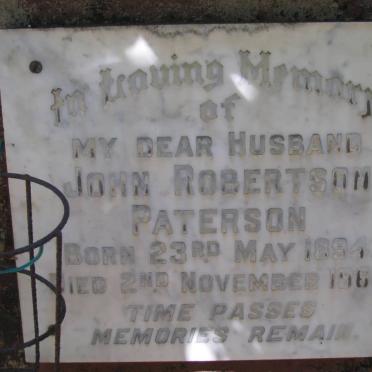 In Loving Memory
of
MY DEAR HUSBAND
JOHN ROBERTSON
PATERSON
BORN 23RD MAY 1884
DIED 2ND NOVEMBER
TIME PASSES
MEMORIES REMAIN.